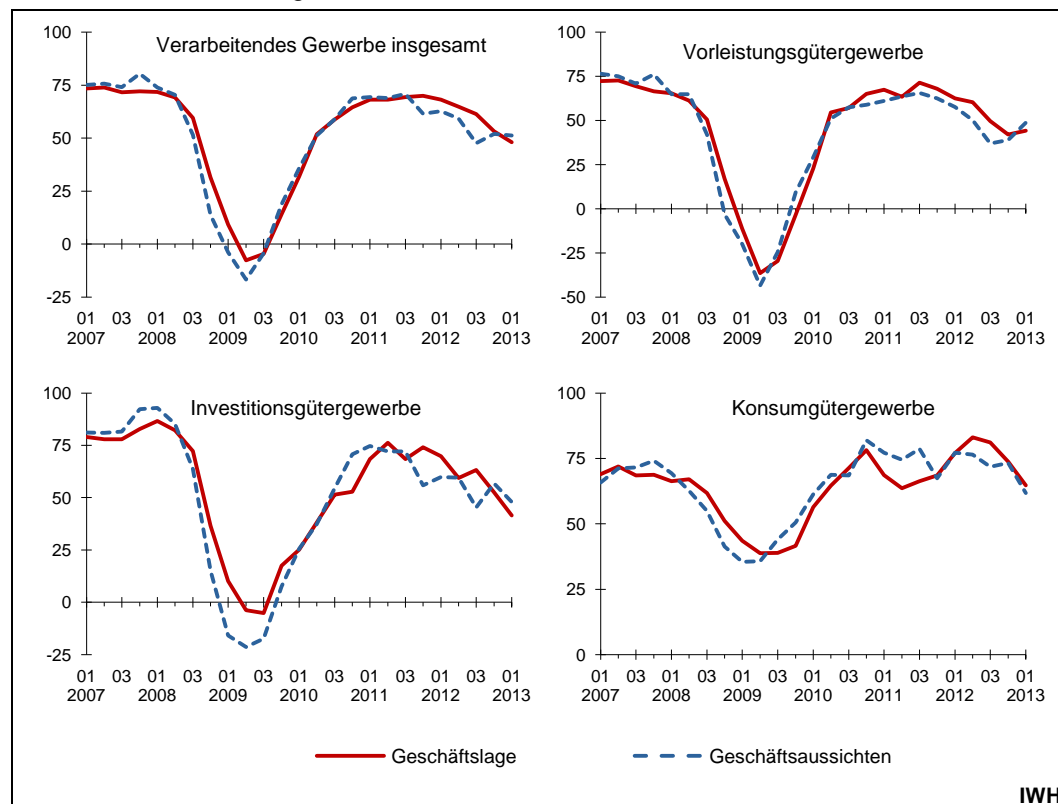 Verarbeitendes Gewerbe insgesamt
100
75
50
25
0
-25
01 03 01 03 01 03 01 03 01 03 01 03 01
2007 2008 2009 2010 2011 2012 2013
Vorleistungsgütergewerbe
100
75
50
25
0
-25
-50
01 03 01 03 01 03 01 03 01 03 01 03 01
2007 2008 2009 2010 2011 2012 2013
Investitionsgütergewerbe
100
75
50
25
0
-25
01 03 01 03 01 03 01 03 01 03 01 03 01
2007 2008 2009 2010 2011 2012 2013
Konsumgütergewerbe
100
75
50
25
0
01 03 01 03 01 03 01 03 01 03 01 03 01
2007 2008 2009 2010 2011 2012 2013
Geschäftslage Geschäftsaussichten
IWH